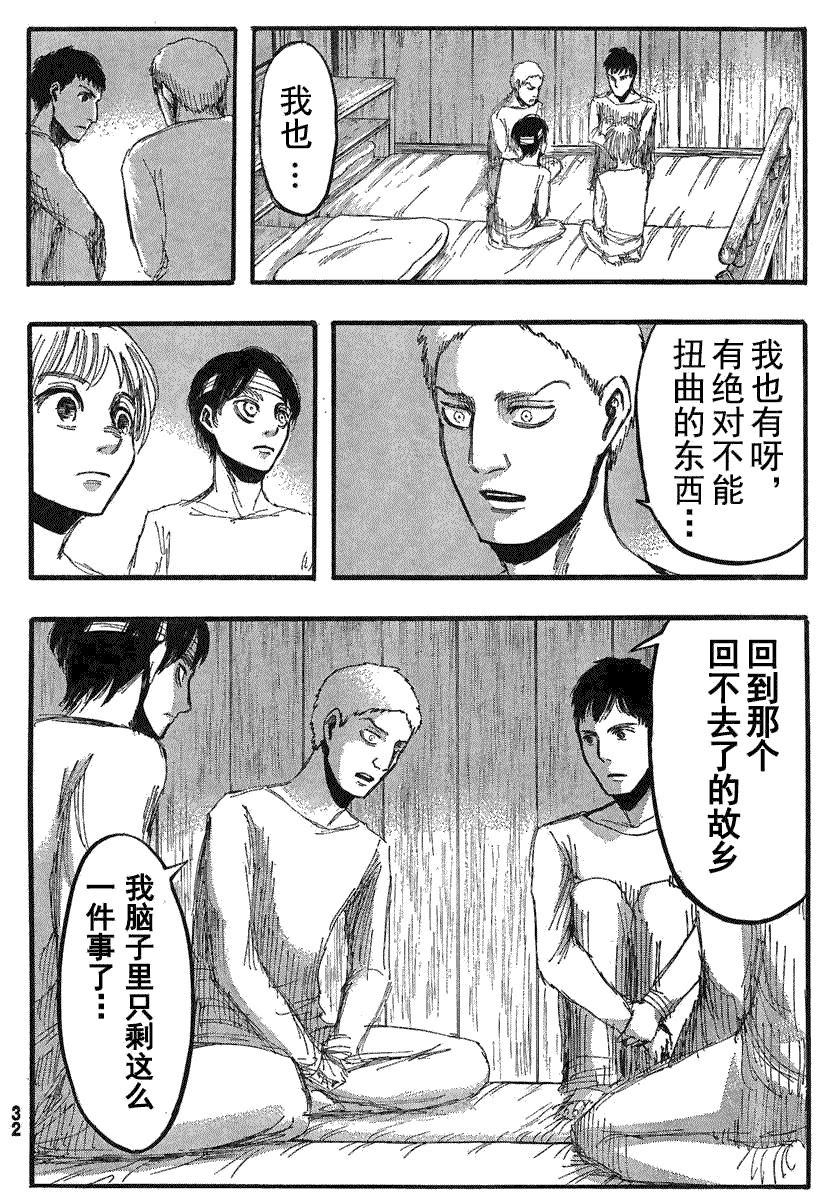 我也
…
我也有呀，
有绝对不能
扭曲的东西…
回到那个
回不去了的故乡
我脑子里只剩这么
一件事了…
32